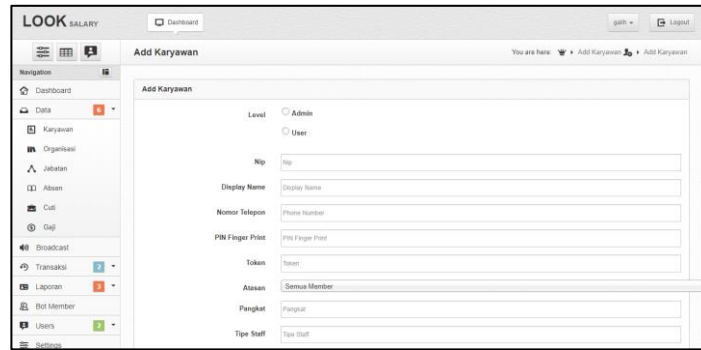 LOOK SALARY
Dashboard
galih
Logout
Add Karyawan
You are here: Add Karyawan Add Karyawan
Navigation
Dashboard
Data 6
Karyawan
Organisasi
Jabatan
Absen
Cuti
Gaji
Broadcast
Transaksi 2
Laporan 3
Bot Member
Users 2
Settings
Add Karyawan
Level
Admin
User
Nip Nip
Display Name Display Name
Nomor Telepon Phone Number
PIN Finger Print PIN Finger Print
Token Token
Atasan Semua Member
Pangkat Pangkat
Tipe Staff Tipe Staff